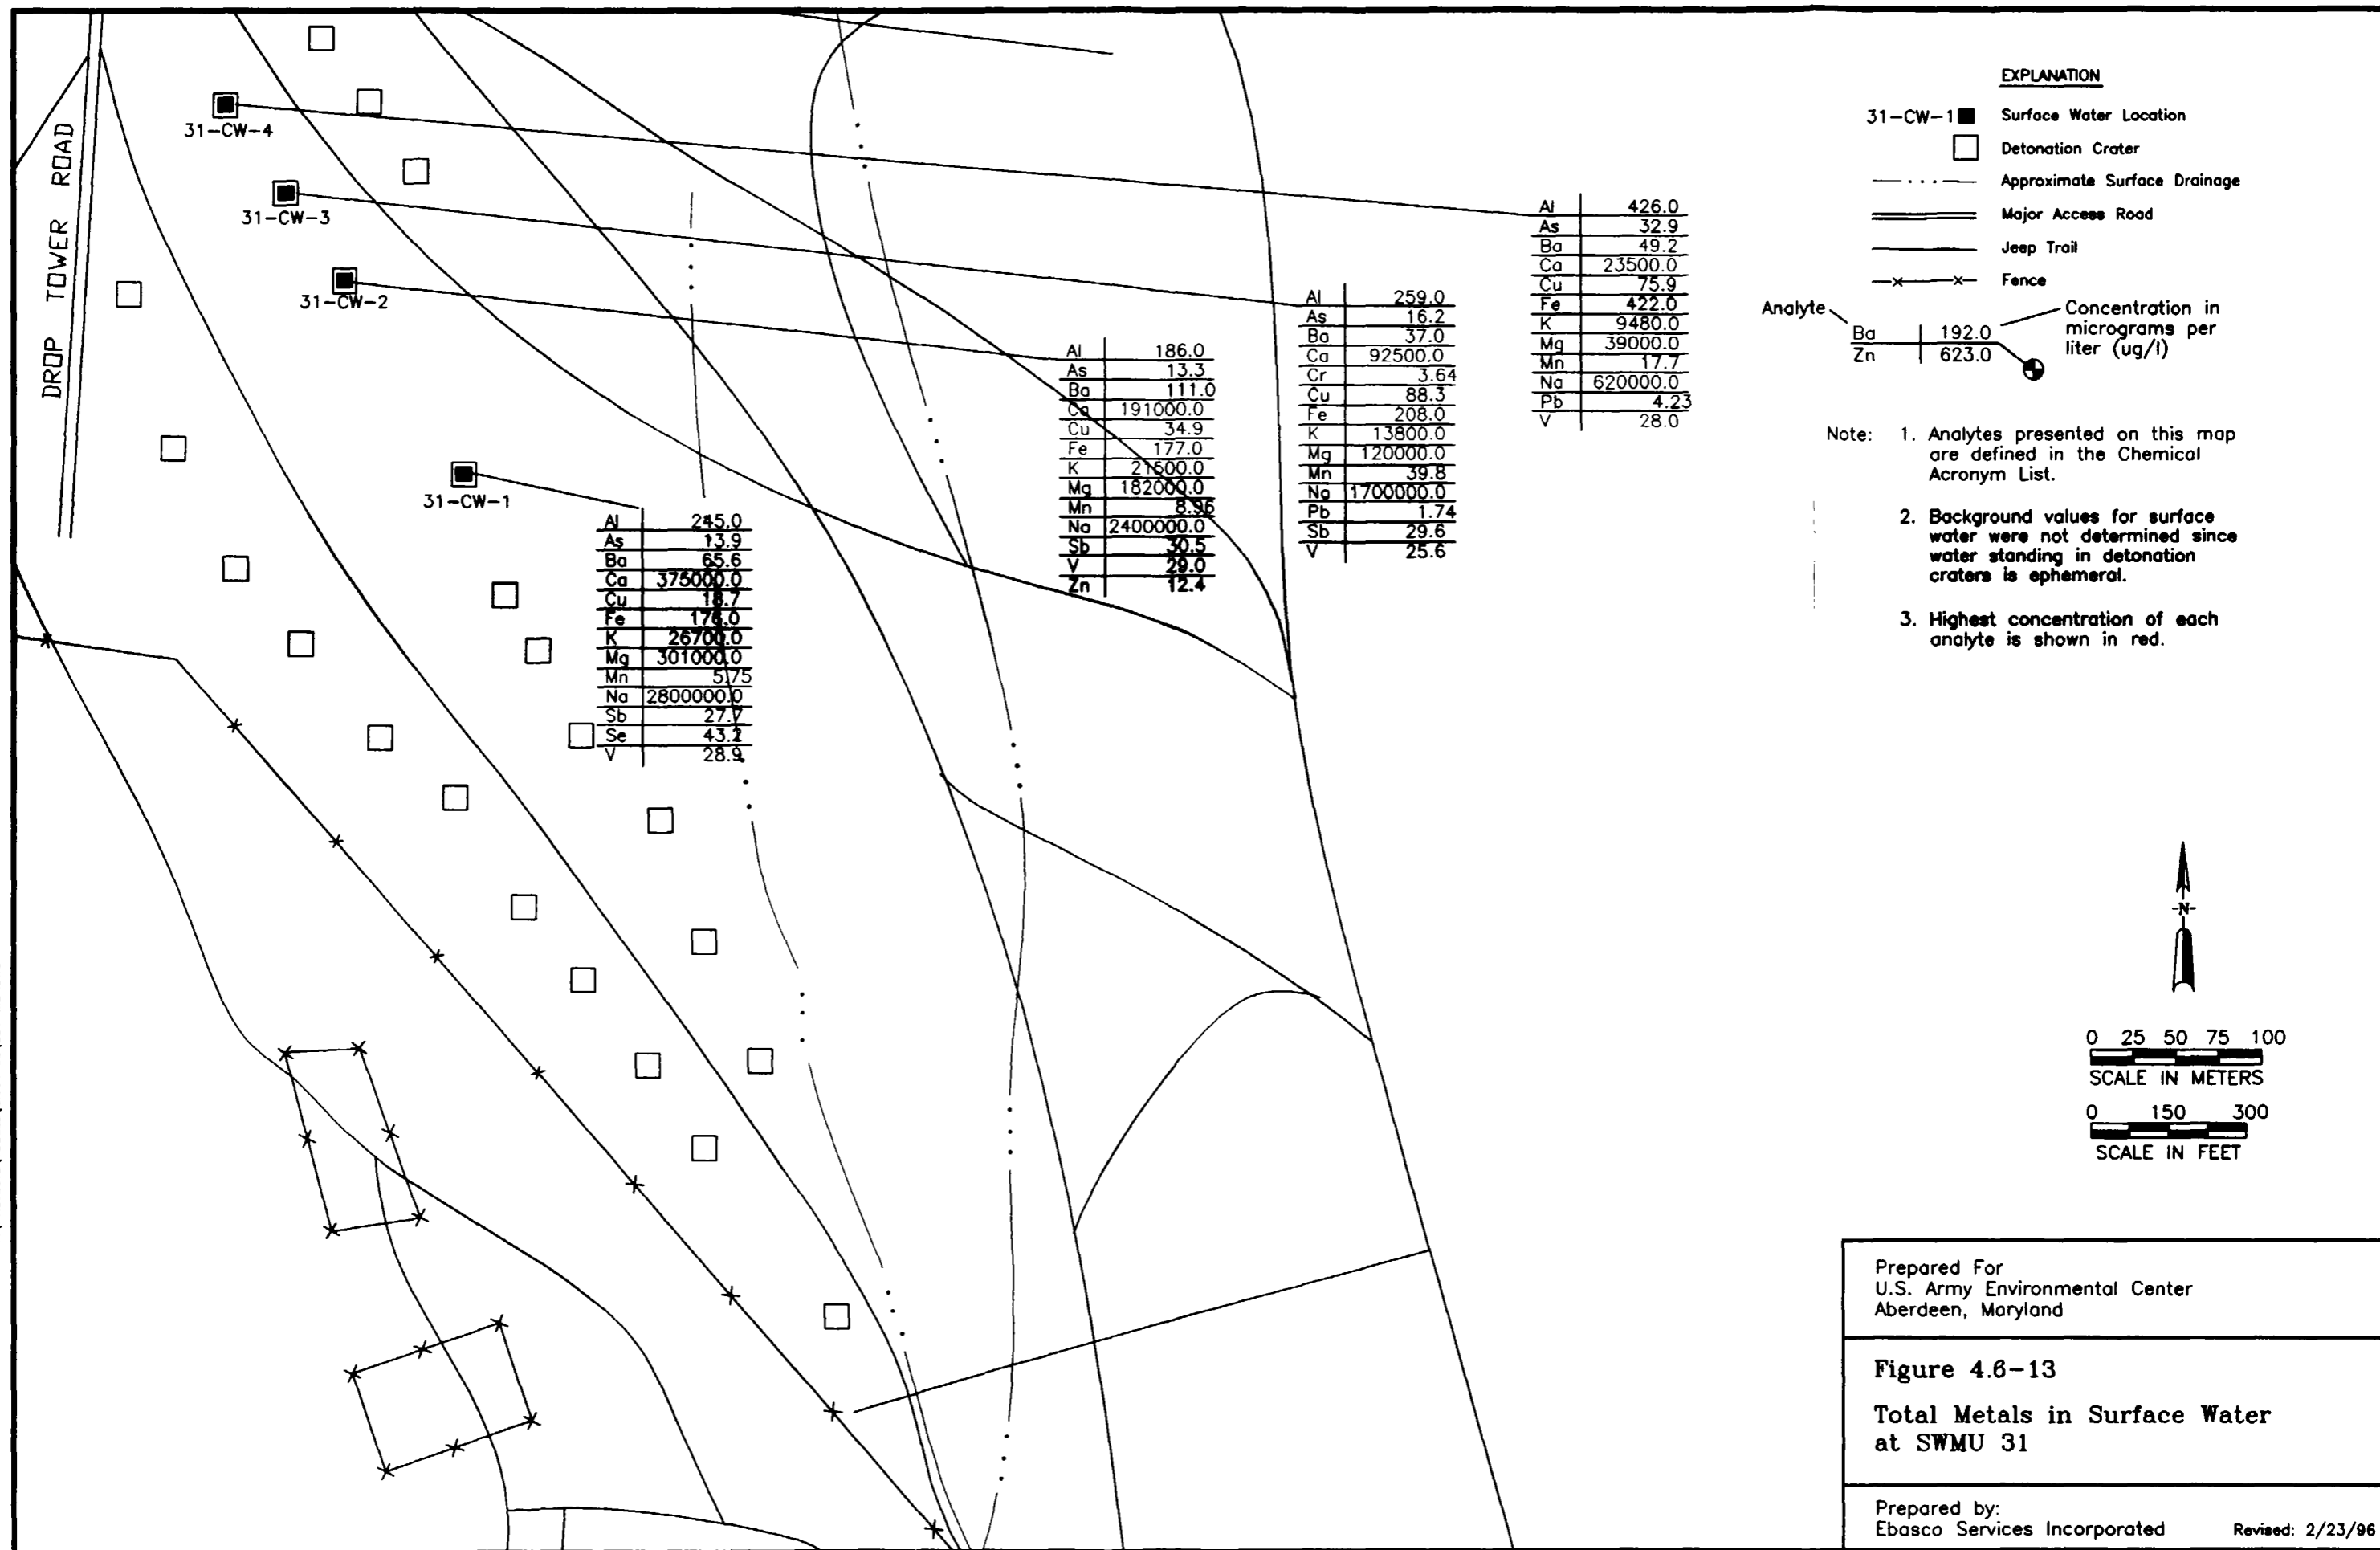 DROP TOWER ROAD
31-CW-4
31-CW-3
31-CW-2
31-CW-1
Al 245.0
As 13.9
Ba 65.6
Ca 375000.0
Cu 18.7
Fe 176.0
K 26700.0
Mg 301000.0
Mn 5.75
Na 2800000.0
Sb 27.7
Se 43.2
V 28.9
Al 186.0
As 13.3
Ba 111.0
Ca 191000.0
Cu 34.9
Fe 177.0
K 21600.0
Mg 182000.0
Mn 8.96
Na 2400000.0
Sb 30.5
V 29.0
Zn 12.4
Al 259.0
As 16.2
Ba 37.0
Ca 92500.0
Cr 3.64
Cu 88.3
Fe 208.0
K 13800.0
Mg 120000.0
Mn 39.8
Na 1700000.0
Pb 1.74
Sb 29.6
V 25.6
Al 426.0
As 32.9
Ba 49.2
Ca 23500.0
Cu 75.9
Fe 422.0
K 9480.0
Mg 39000.0
Mn 17.7
Na 620000.0
Pb 4.23
V 28.0
EXPLANATION
31-CW-1 Surface Water Location
Detonation Crater
Approximate Surface Drainage
Major Access Road
Jeep Trail
Fence
Analyte
Ba 192.0
Zn 623.0
Concentration in
micrograms per
liter (ug/l)
Note: 1. Analytes presented on this map
are defined in the Chemical
Acronym List.
2. Background values for surface
water were not determined since
water standing in detonation
craters is ephemeral.
3. Highest concentration of each
analyte is shown in red.
-N-
0 25 50 75 100
SCALE IN METERS
0 150 300
SCALE IN FEET
Prepared For
U.S. Army Environmental Center
Aberdeen, Maryland
Figure 4.6-13
Total Metals in Surface Water
at SWMU 31
Prepared by:
Ebasco Services Incorporated Revised: 2/23/96